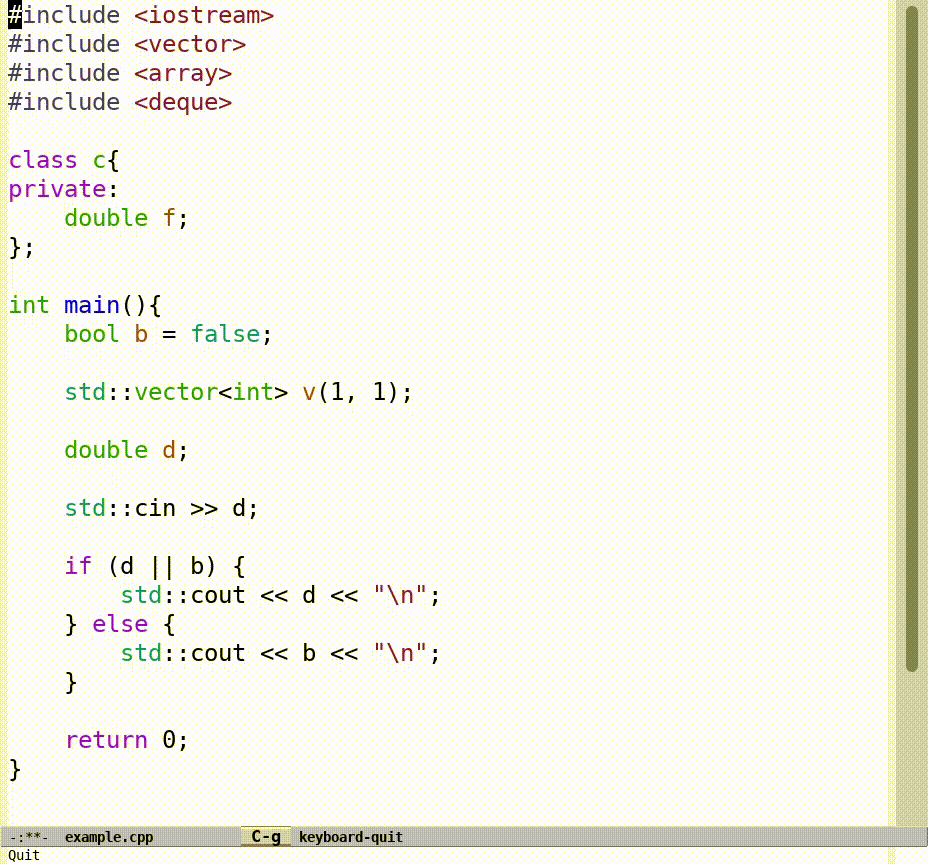 #include <iostream>
#include <vector>
#include <array>
#include <deque>

class c{
private:
    double f;
};

int main(){
    bool b = false;

    std::vector<int> v(1, 1);

    double d;

    std::cin >> d;

    if (d || b) {
        std::cout << d << "\n";
    } else {
        std::cout << b << "\n";
    }

    return 0;
}
-:**-  example.cpp  C-g  keyboard-quit
Quit